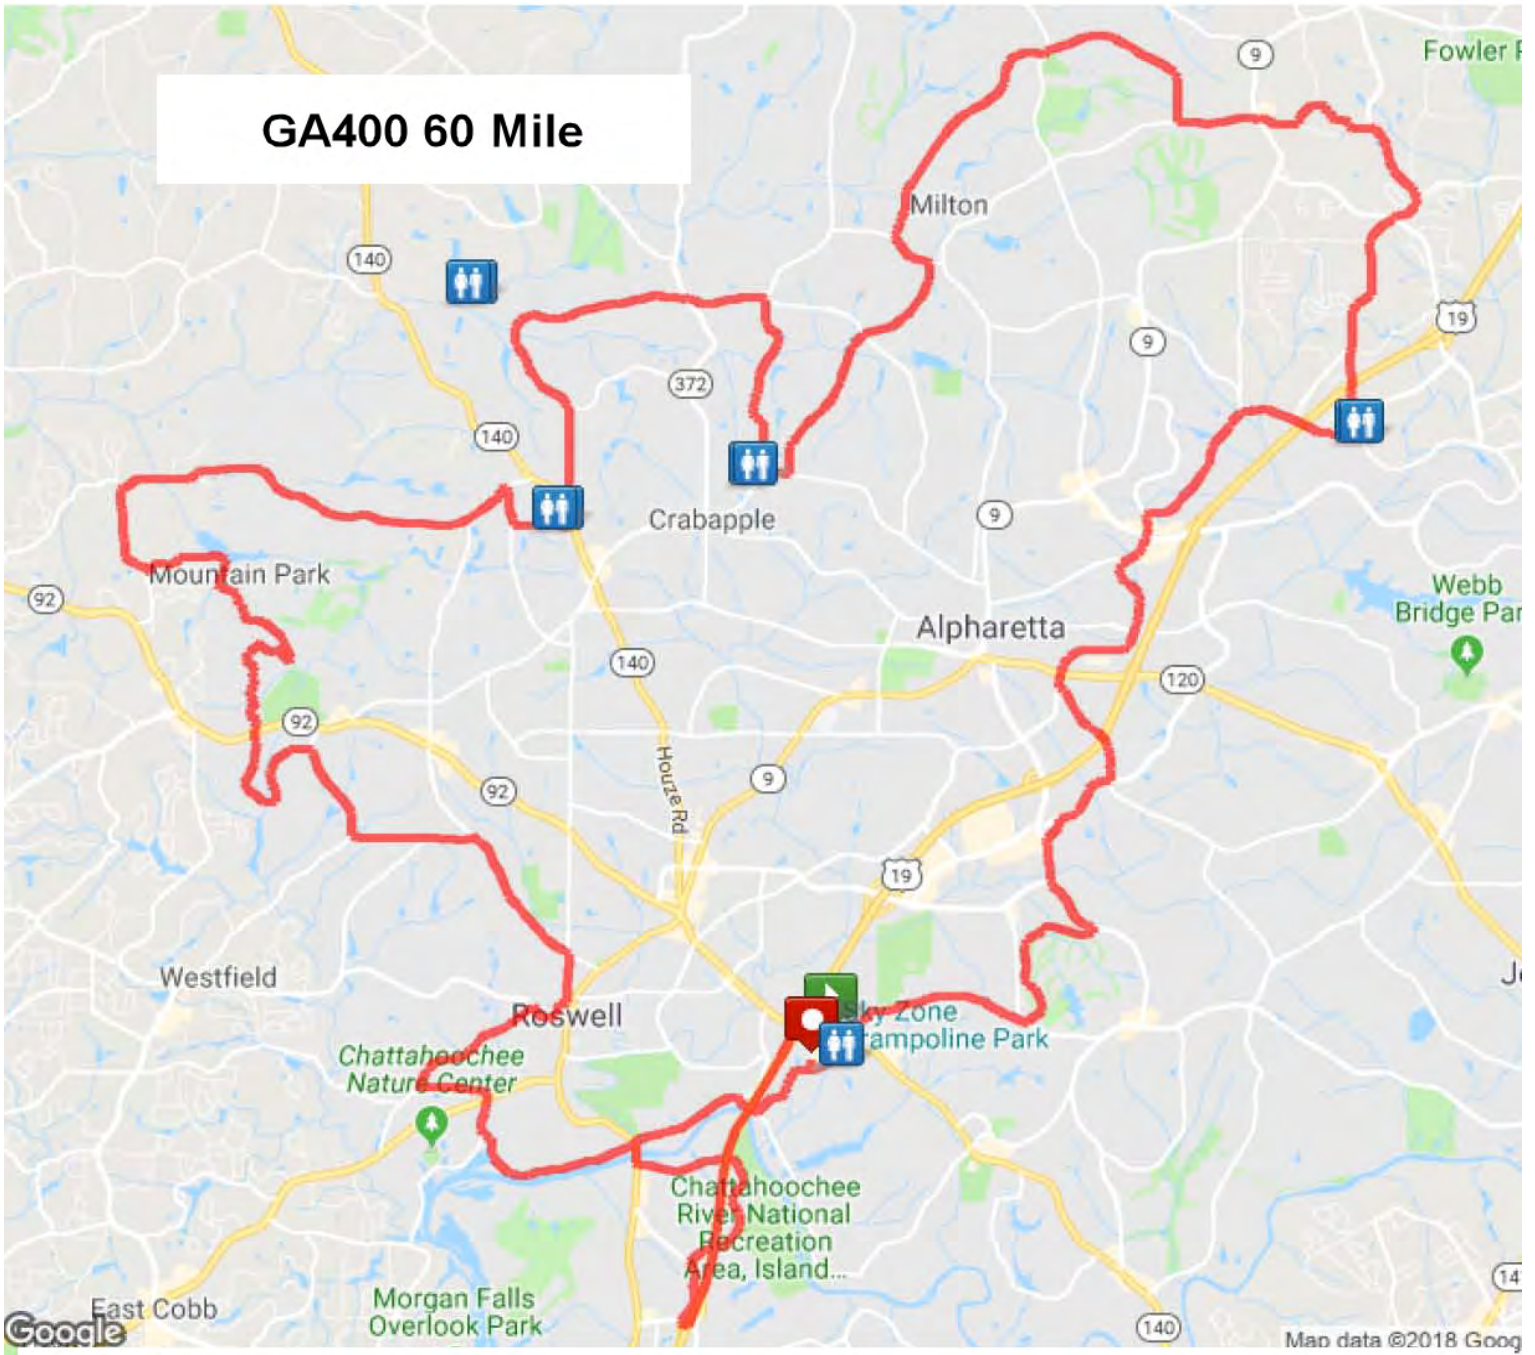 GA400 60 Mile
9
Fowler
Milton
140
19
9
372
140
Crabapple
9
Mountain Park
92
Webb
Bridge Par
Alpharetta
140
120
92
Houze Rd
9
92
19
Westfield
Roswell
Sky Zone
Trampoline Park
Chattahoochee
Nature Center
Chattahoochee
River National
Recreation
Area, Island...
Morgan Falls
Overlook Park
East Cobb
Google
140
14
Map data ©2018 Goog